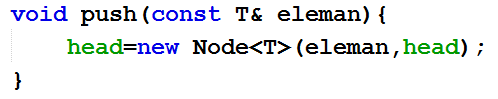 void push(const T& eleman){
    head=new Node<T>(eleman,head);
}